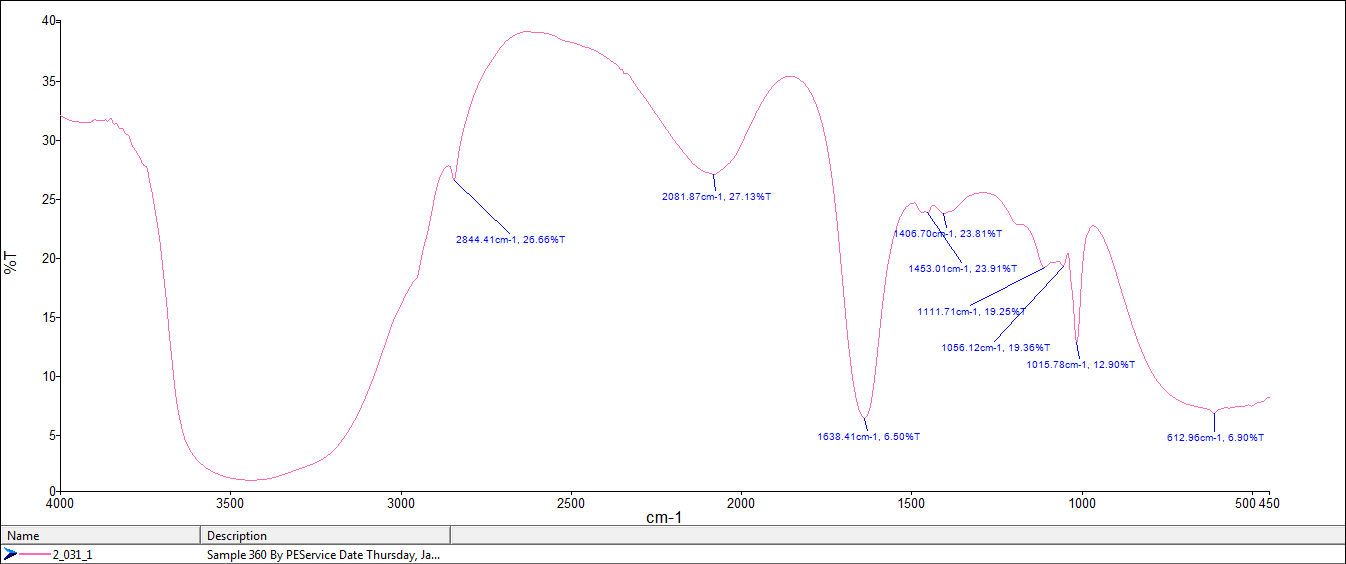 40
35
30
25
20
15
10
5
0
%T
2844.41cm-1, 26.66%T
2081.87cm-1, 27.13%T
1406.70cm-1, 23.81%T
1453.01cm-1, 23.91%T
1111.71cm-1, 19.25%T
1056.12cm-1, 19.36%T
1015.78cm-1, 12.90%T
1638.41cm-1, 6.50%T
612.96cm-1, 6.90%T
4000 3500 3000 2500 2000 1500 1000 500 450
cm-1
Name Description
2_031_1 Sample 360 By PEService Date Thursday, Ja...